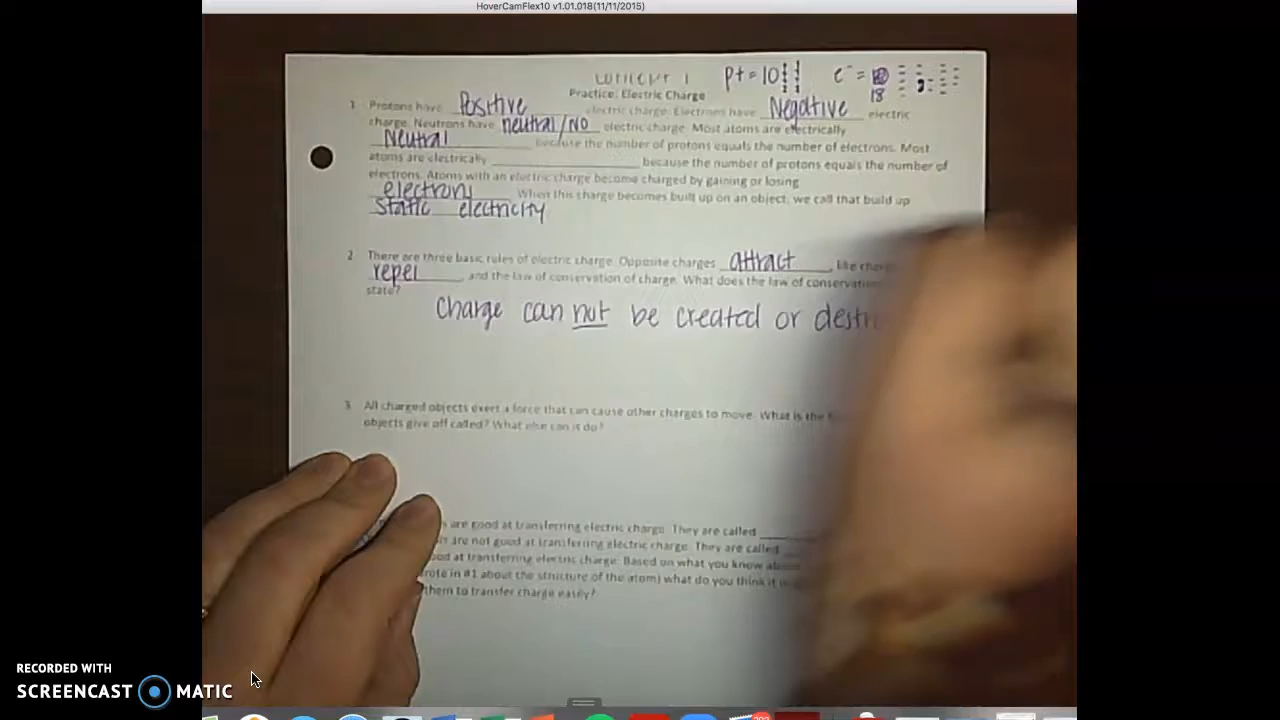 HoverCamFlex10 v1.01.018(11/11/2015)
concept 1 p+ = 10 e- =
18
Practice: Electric Charge
1 Protons have Positive electric charge. Electrons have Negative electric
charge. Neutrons have neutral/No electric charge. Most atoms are electrically
Neutral because the number of protons equals the number of electrons. Most
atoms are electrically ____ because the number of protons equals the number of
electrons. Atoms with an electric charge become charged by gaining or losing
electrons When this charge becomes built up on an object, we call that build up
static electricity
2 There are three basic rules of electric charge. Opposite charges attract, like
repel and the law of conservation of charge. What does the law of conservation
state?
Charge can not be created or
3 All charged objects exert a force that can cause other charges to move. What is the
objects give off called? What else can it do?
are good at transferring electric charge. They are called ____
are not good at transferring electric charge. They are called
at transferring electric charge. Based on what you know
in #1 about the structure of the atom) what do you think it
them to transfer charge easily?
RECORDED WITH
SCREENCAST MATIC